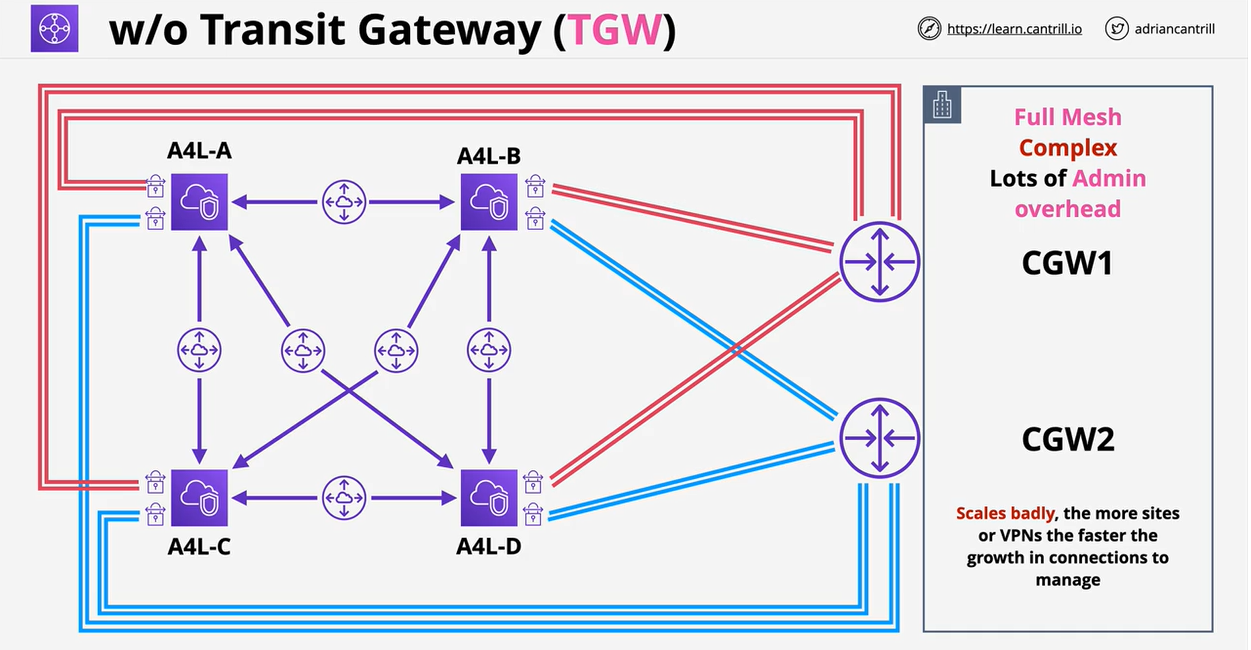 w/o Transit Gateway (TGW)
https://learn.cantrill.io
adriancantrill
A4L-A
A4L-B
A4L-C
A4L-D
Full Mesh
Complex
Lots of Admin
overhead
CGW1
CGW2
Scales badly, the more sites
or VPNs the faster the
growth in connections to
manage